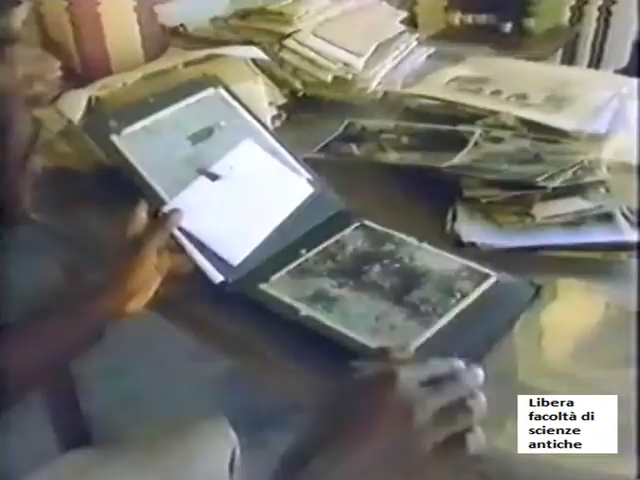 Libera
facoltà di
scienze
antiche